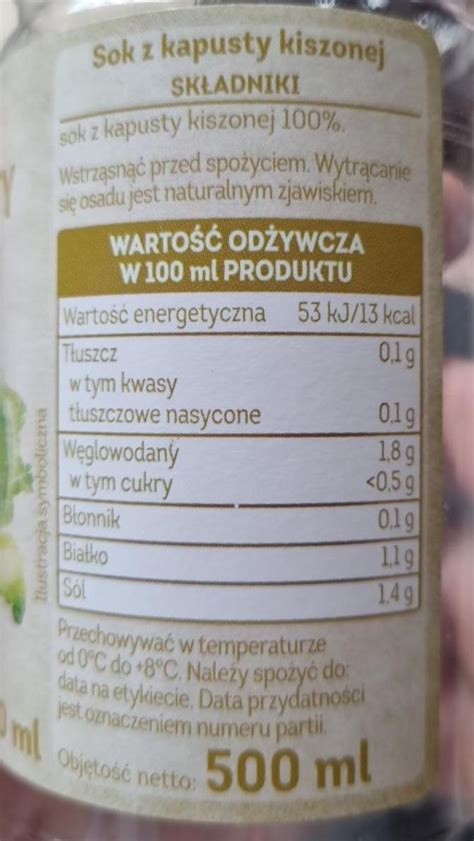 Sok z kapusty kiszonej
SKŁADNIKI
sok z kapusty kiszonej 100%.
Wstrząsnąć przed spożyciem. Wytrącanie
się osadu jest naturalnym zjawiskiem.
WARTOŚĆ ODŻYWCZA
W 100 ml PRODUKTU
Wartość energetyczna 53 kJ/13 kcal
Tłuszcz 0,1 g
w tym kwasy
tłuszczowe nasycone 0,1 g
Węglowodany 1,8 g
w tym cukry <0,5 g
Błonnik 0,1 g
Białko 1,1 g
Sól 1,4 g
Przechowywać w temperaturze
od 0°C do +8°C. Należy spożyć do:
data na etykiecie. Data przydatności
jest oznaczeniem numeru partii.
Objętość netto: 500 ml
Ilustracja symboliczna
Y
0 ml